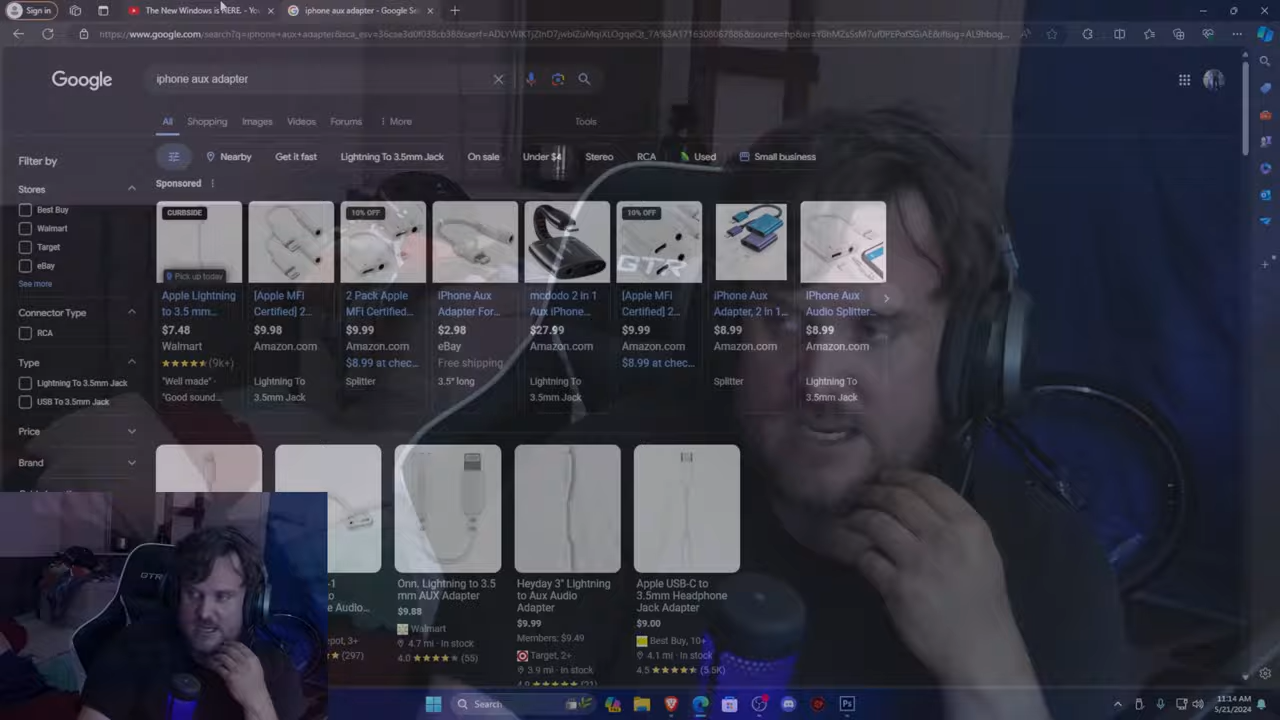 Sign in
The New Windows is HERE. - Yo
iphone aux adapter - Google Se
Google
iphone aux adapter
All
Shopping
Images
Videos
Forums
More
Tools
Filter by
Nearby
Get it fast
Lightning To 3.5mm Jack
On sale
Under $4
Stereo
RCA
Used
Small business
Stores
Best Buy
Walmart
Target
eBay
See more
Connector Type
RCA
Type
Lightning To 3.5mm Jack
USB To 3.5mm Jack
Price
Brand
Sponsored
CURBSIDE
Pick up today
Apple Lightning
to 3.5 mm...
$7.48
Walmart
(9k+)
"Well made" ·
"Good sound...
[Apple MFi
Certified] 2...
$9.98
Amazon.com
Lightning To
3.5mm Jack
10% OFF
2 Pack Apple
MFi Certified...
$9.99
Amazon.com
$8.99 at chec...
Splitter
iPhone Aux
Adapter For...
$2.98
eBay
Free shipping
3.5" long
mcdodo 2 in 1
Aux iPhone...
$27.99
Amazon.com
Lightning To
3.5mm Jack
10% OFF
GTR
[Apple MFi
Certified] 2...
$9.99
Amazon.com
$8.99 at chec...
iPhone Aux
Adapter, 2 in 1...
$8.99
Amazon.com
Splitter
iPhone Aux
Audio Splitter...
$8.99
Amazon.com
Lightning To
3.5mm Jack
Audio...
3+
(297)
Onn. Lightning to 3.5
mm AUX Adapter
$9.88
Walmart
4.7 mi · In stock
4.0
(55)
Heyday 3" Lightning
to Aux Audio
Adapter
$9.99
Members: $9.49
Target, 2+
3.9 mi · In stock
Apple USB-C to
3.5mm Headphone
Jack Adapter
$9.00
Best Buy, 10+
4.1 mi · In stock
4.5
(5.5K)
GTR
Search
11:14 AM
5/21/2024